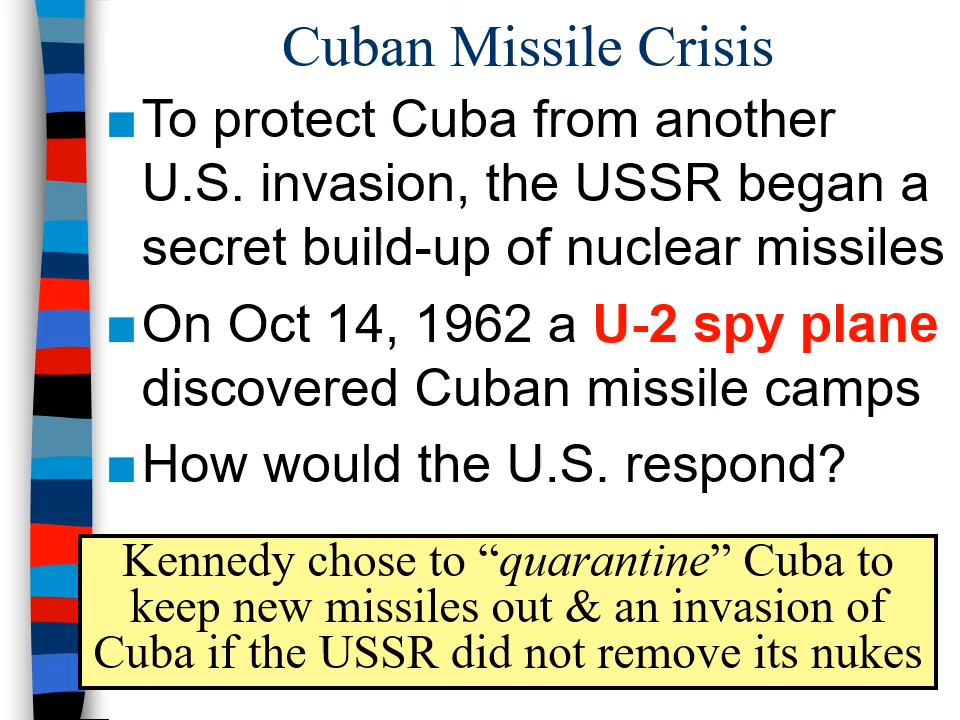 Cuban Missile Crisis
■To protect Cuba from another
U.S. invasion, the USSR began a
secret build-up of nuclear missiles
■On Oct 14, 1962 a U-2 spy plane
discovered Cuban missile camps
■How would the U.S. respond?
Kennedy chose to “quarantine” Cuba to
keep new missiles out & an invasion of
Cuba if the USSR did not remove its nukes